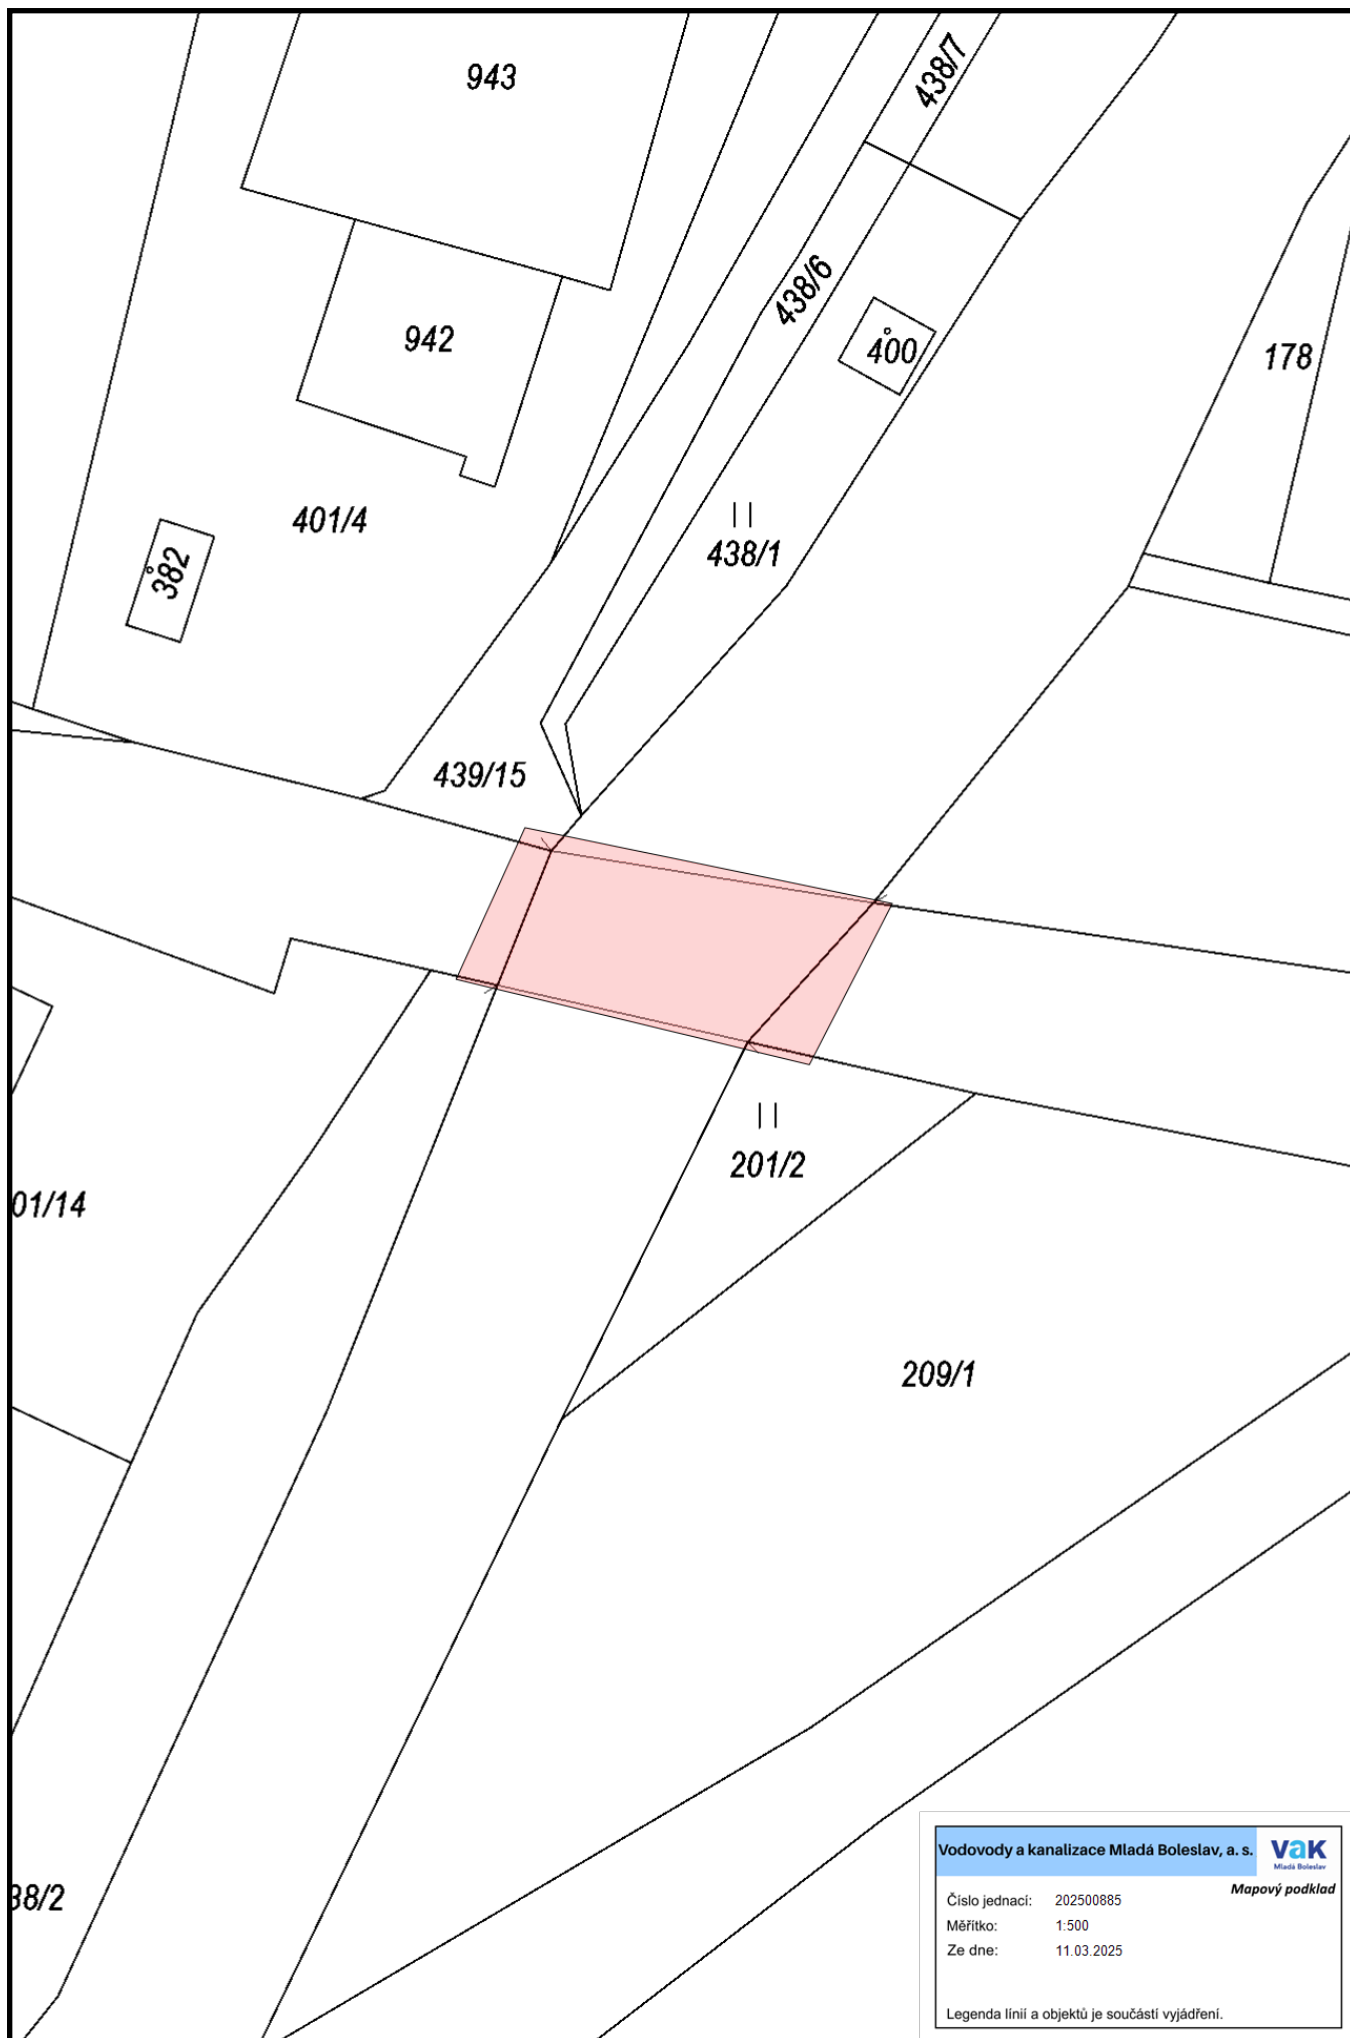 943
438/7
438/6
942
400
178
401/4
438/1
382
439/15
201/2
01/14
209/1
38/2
Vodovody a kanalizace Mladá Boleslav, a. s.
vaK
Mladá Boleslav
Mapový podklad
Číslo jednací: 202500885
Měřítko: 1:500
Ze dne: 11.03.2025
Legenda línií a objektů je součástí vyjádření.